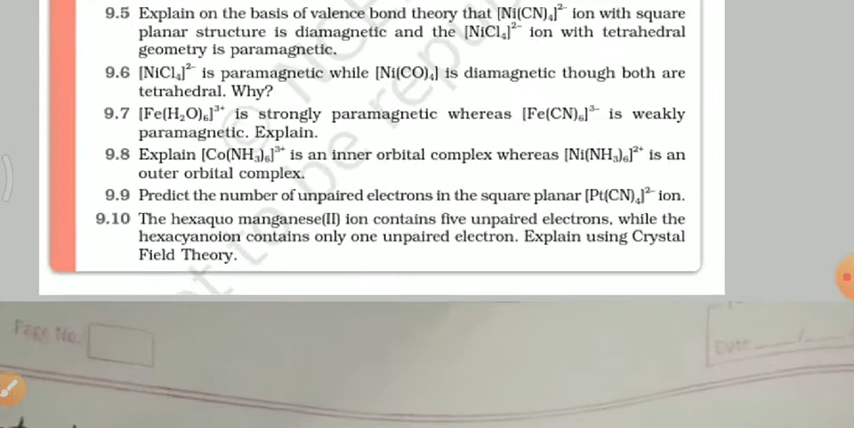 9.5 Explain on the basis of valence bond theory that [Ni(CN)₄]²⁻ ion with square
planar structure is diamagnetic and the [NiCl₄]²⁻ ion with tetrahedral
geometry is paramagnetic.
9.6 [NiCl₄]²⁻ is paramagnetic while [Ni(CO)₄] is diamagnetic though both are
tetrahedral. Why?
9.7 [Fe(H₂O)₆]³⁺ is strongly paramagnetic whereas [Fe(CN)₆]³⁻ is weakly
paramagnetic. Explain.
9.8 Explain [Co(NH₃)₆]³⁺ is an inner orbital complex whereas [Ni(NH₃)₆]²⁺ is an
outer orbital complex.
9.9 Predict the number of unpaired electrons in the square planar [Pt(CN)₄]²⁻ ion.
9.10 The hexaquo manganese(II) ion contains five unpaired electrons, while the
hexacyanoion contains only one unpaired electron. Explain using Crystal
Field Theory.
Page No.
Date